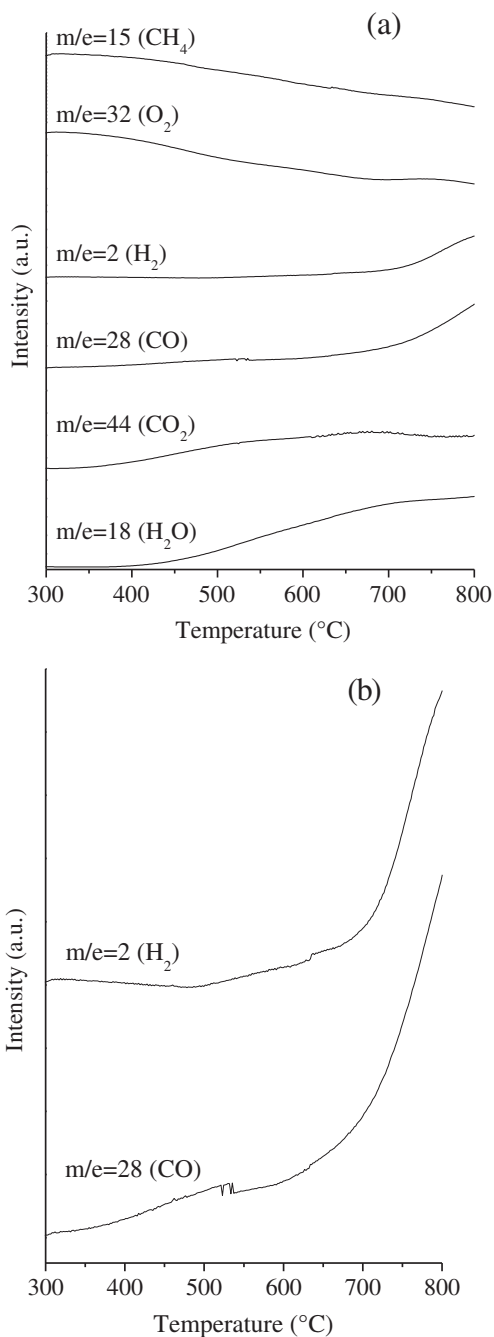 (a)
m/e=15 (CH₄)
m/e=32 (O₂)
m/e=2 (H₂)
m/e=28 (CO)
m/e=44 (CO₂)
m/e=18 (H₂O)
Intensity (a.u.)
300 400 500 600 700 800
Temperature (°C)
(b)
m/e=2 (H₂)
m/e=28 (CO)
Intensity (a.u.)
300 400 500 600 700 800
Temperature (°C)